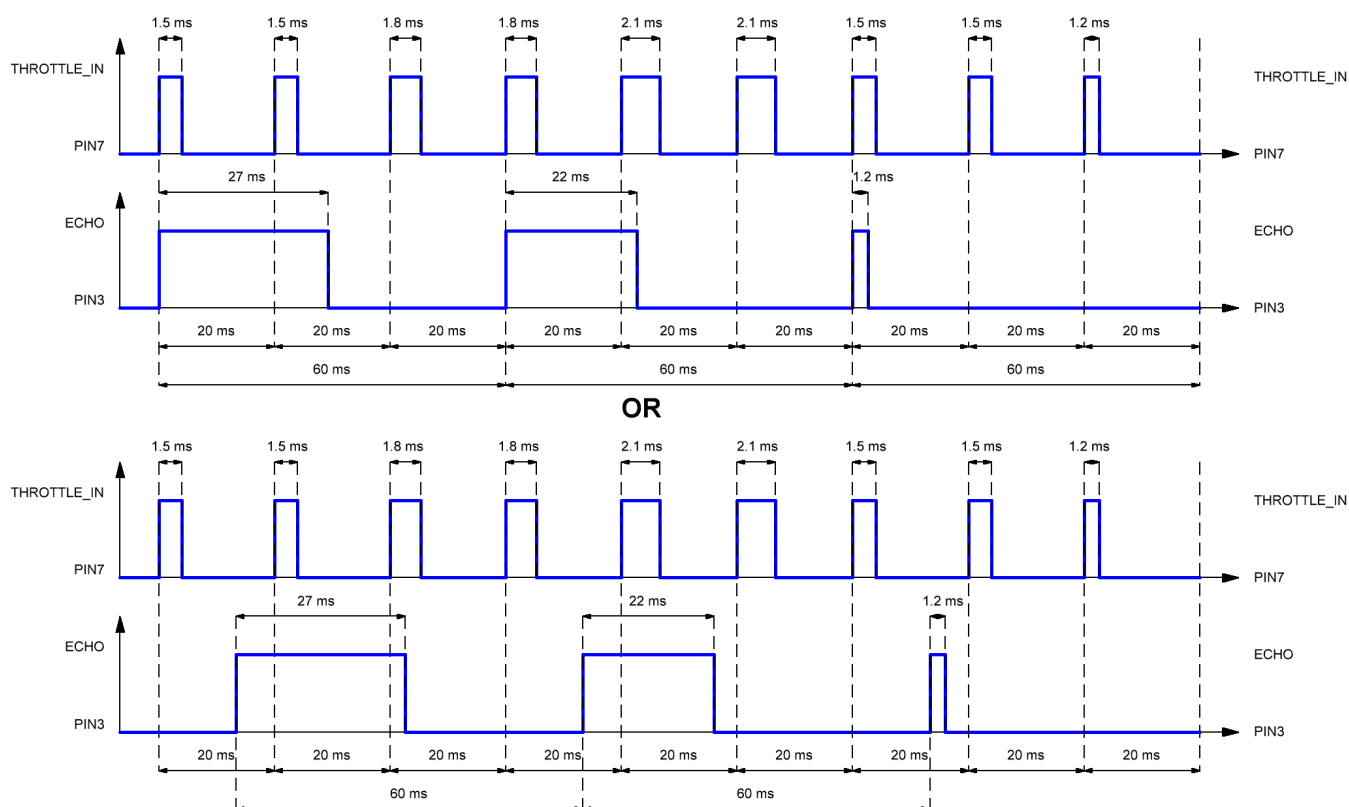 1.5 ms 1.5 ms 1.8 ms 1.8 ms 2.1 ms 2.1 ms 1.5 ms 1.5 ms 1.2 ms
THROTTLE_IN THROTTLE_IN
PIN7 PIN7
27 ms 22 ms 1.2 ms
ECHO ECHO
PIN3 PIN3
20 ms 20 ms 20 ms 20 ms 20 ms 20 ms 20 ms 20 ms 20 ms
60 ms 60 ms 60 ms
OR
1.5 ms 1.5 ms 1.8 ms 1.8 ms 2.1 ms 2.1 ms 1.5 ms 1.5 ms 1.2 ms
THROTTLE_IN THROTTLE_IN
PIN7 PIN7
27 ms 22 ms 1.2 ms
ECHO ECHO
PIN3 PIN3
20 ms 20 ms 20 ms 20 ms 20 ms 20 ms 20 ms 20 ms 20 ms
60 ms 60 ms